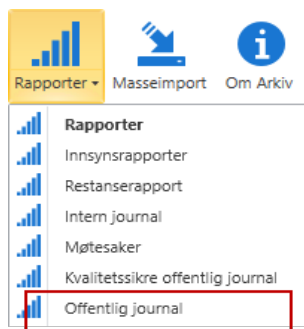 Rapporter Masseimport Om Arkiv
Rapporter
Innsynsrapporter
Restanserapport
Intern journal
Møtesaker
Kvalitetssikre offentlig journal
Offentlig journal